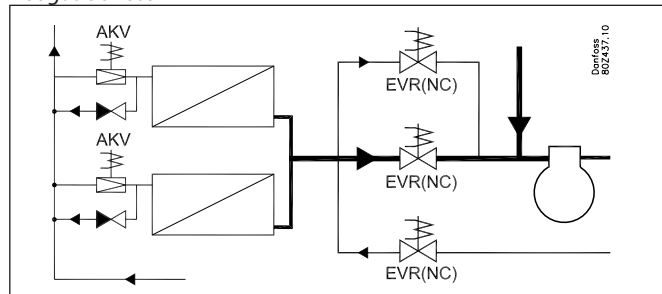 AKV
EVR(NC)
Danfoss
80Z437.10
EVR(NC)
AKV
EVR(NC)